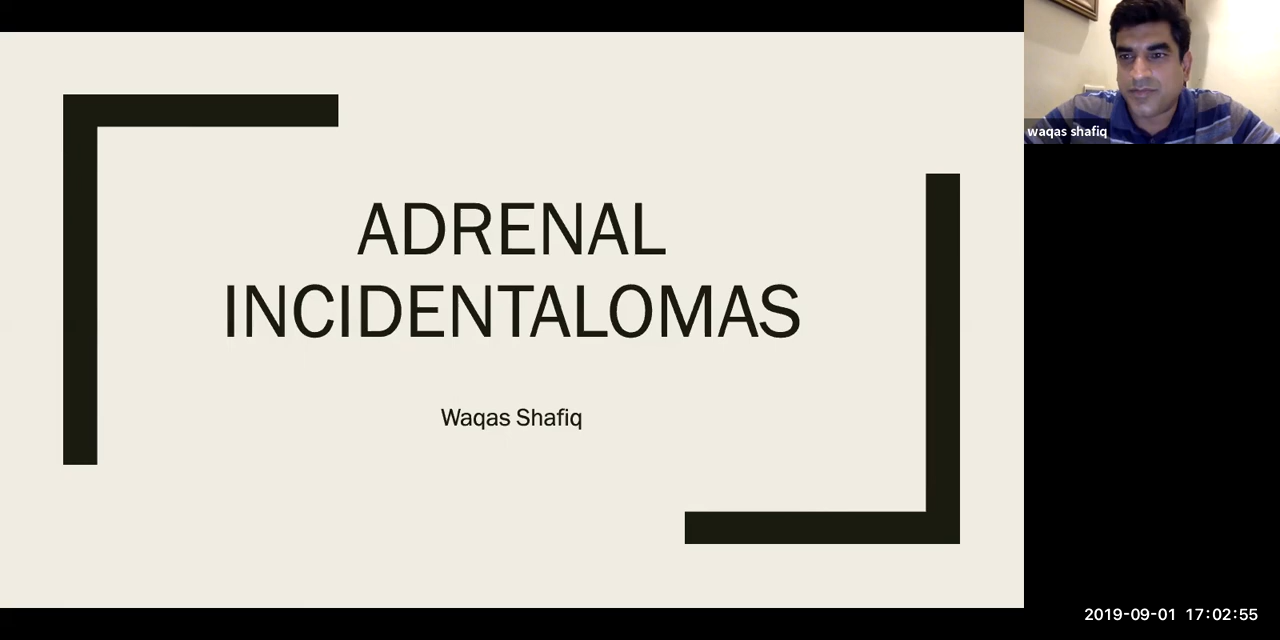 ADRENAL
INCIDENTALOMAS
Waqas Shafiq
waqas shafiq
2019-09-01 17:02:55